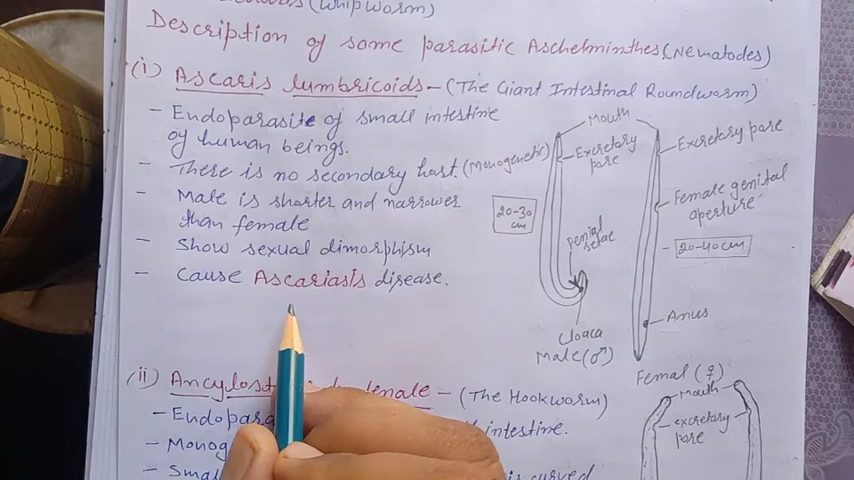 (Whipworm)
Description of some parasitic Aschelminthes (Nematodes)
(i) Ascaris lumbricoids - (The Giant Intestinal Roundworm)
- Endoparasite of small intestine
of human beings.
- There is no secondary host. (Monogenetic)
- Male is shorter and narrower
than female
- Show sexual dimorphism
- Cause Ascariasis disease.
Mouth
Excretory
pore
20-30
cm
penial
setae
Cloaca
Male (♂)
Excretory pore
Female genital
aperture
20-40 cm
Anus
Femal (♀)
(ii) - (The Hookworm)
- intestine.
-
- is curved
Mouth
excretory
pore